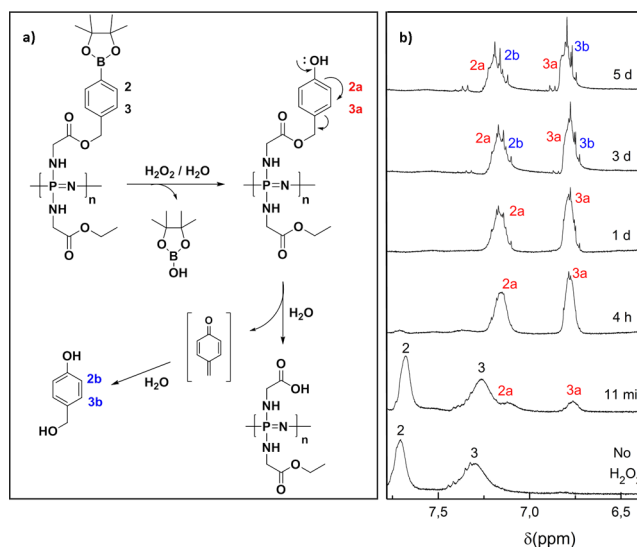 a)
B
O
O
2
3
O
O
NH
P=N
n
NH
O
O
H₂O₂ / H₂O
O
O
B
OH
:OH
2a
3a
O
O
NH
P=N
n
NH
O
O
H₂O
O
H₂O
OH
2b
3b
HO
O
OH
NH
P=N
n
NH
O
O
b)
2a
2b
3a
3b
5 d
2a
2b
3a
3b
3 d
2a
3a
1 d
2a
3a
4 h
2
3
2a
3a
11 mi
2
3
No
H₂O
7,5
7,0
6,5
δ(ppm)